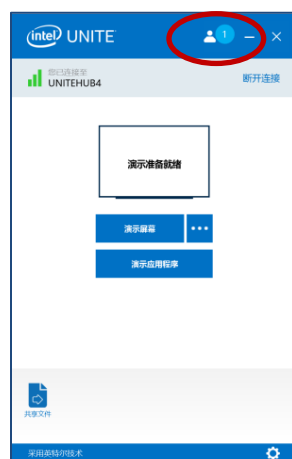 intel UNITE
1
您已连接至
UNITEHUB4
断开连接
演示准备就绪
演示屏幕
演示应用程序
共享文件
采用英特尔技术